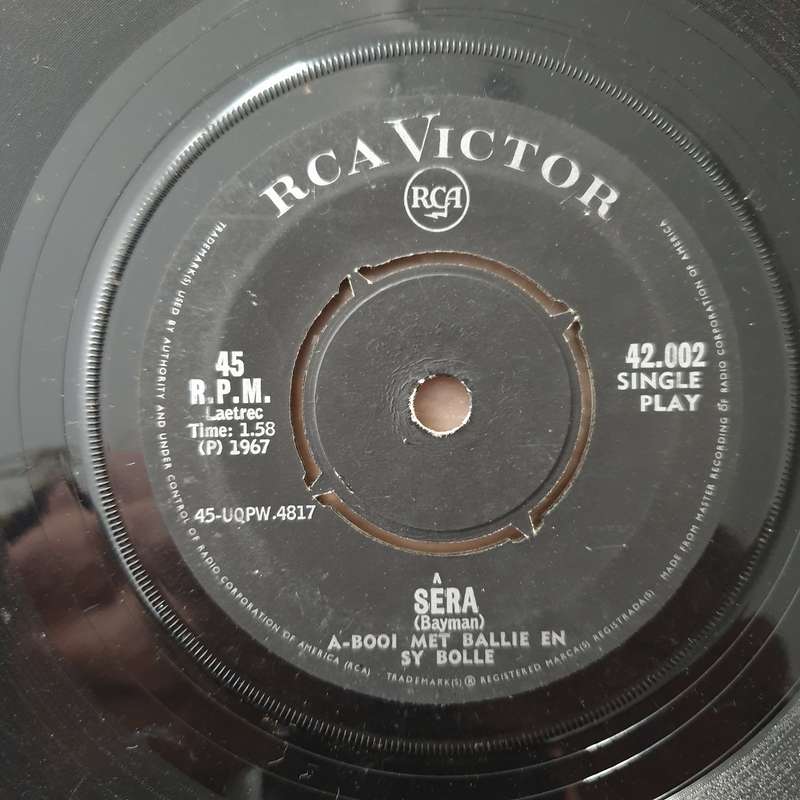 RCA VICTOR
RCA
45
R.P.M.
Laetrec
Time: 1.58
(P) 1967
42.002
SINGLE
PLAY
45-UQPW.4817
A
SERA
(Bayman)
A-BOOI MET BALLIE EN
SY BOLLE
TRADEMARK(S) USED BY AUTHORITY AND UNDER CONTROL OF RADIO CORPORATION OF AMERICA (RCA) - TRADEMARK(S) ® REGISTERED MARCA(S) REGISTRADA(S) MADE FROM MASTER RECORDING OF RADIO CORPORATION OF AMERICA